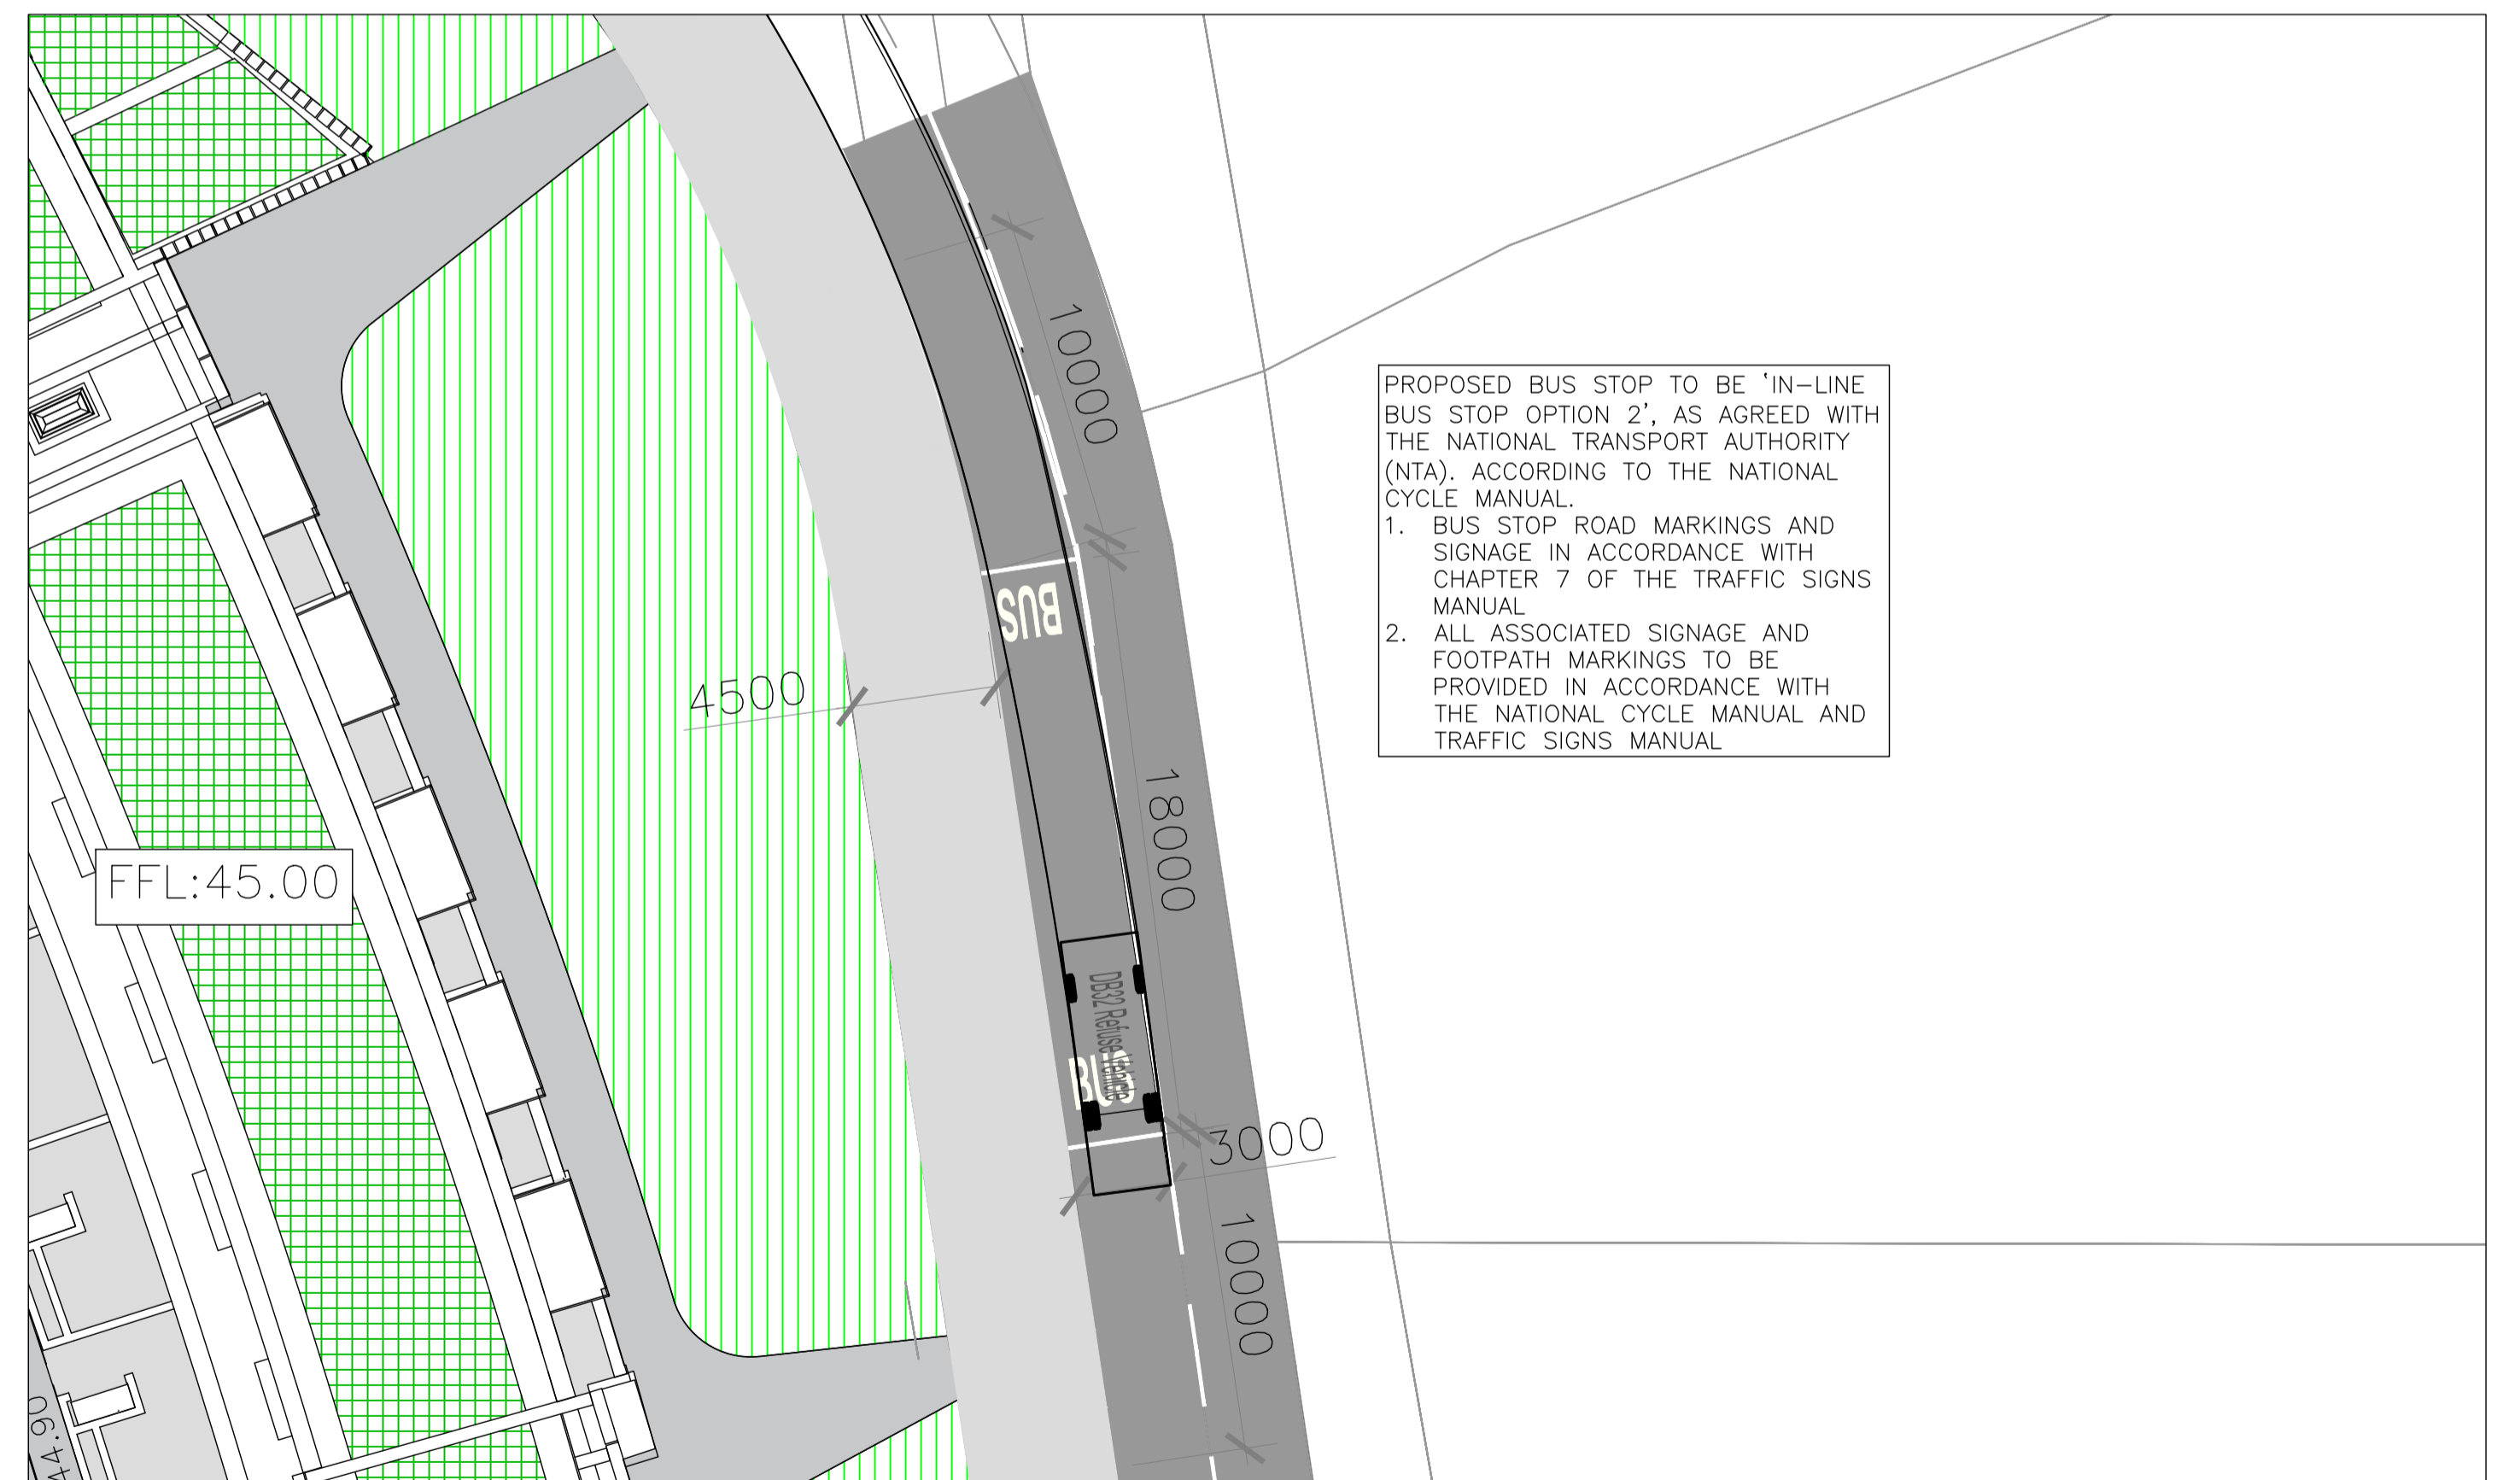 10000
BUS
4500
18000
FFL:45.00
DB32 Refuse Vehicle
BUS
3000
10000
PROPOSED BUS STOP TO BE 'IN-LINE
BUS STOP OPTION 2', AS AGREED WITH
THE NATIONAL TRANSPORT AUTHORITY
(NTA). ACCORDING TO THE NATIONAL
CYCLE MANUAL.
1. BUS STOP ROAD MARKINGS AND
SIGNAGE IN ACCORDANCE WITH
CHAPTER 7 OF THE TRAFFIC SIGNS
MANUAL
2. ALL ASSOCIATED SIGNAGE AND
FOOTPATH MARKINGS TO BE
PROVIDED IN ACCORDANCE WITH
THE NATIONAL CYCLE MANUAL AND
TRAFFIC SIGNS MANUAL